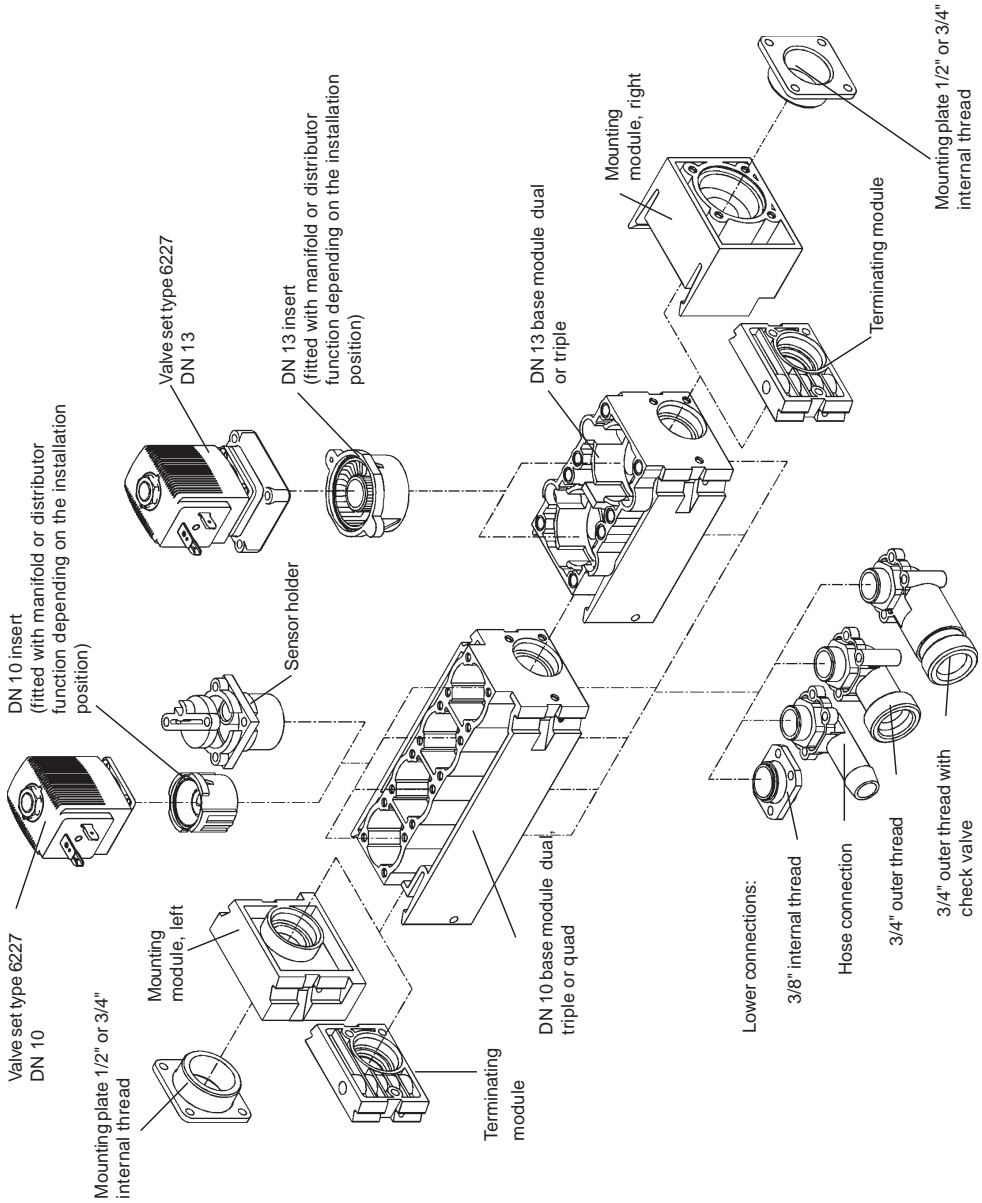 Valve set type 6227
DN 10
DN 10 insert
(fitted with manifold or distributor
function depending on the installation
position)
Valve set type 6227
DN 13
DN 13 insert
(fitted with manifold or distributor
function depending on the installation
position)
Sensor holder
Mounting plate 1/2" or 3/4"
internal thread
Mounting
module, left
DN 13 base module dual
or triple
Mounting
module, right
Terminating
module
DN 10 base module dual,
triple or quad
Terminating module
Mounting plate 1/2" or 3/4"
internal thread
Lower connections:
3/8" internal thread
Hose connection
3/4" outer thread
3/4" outer thread with
check valve